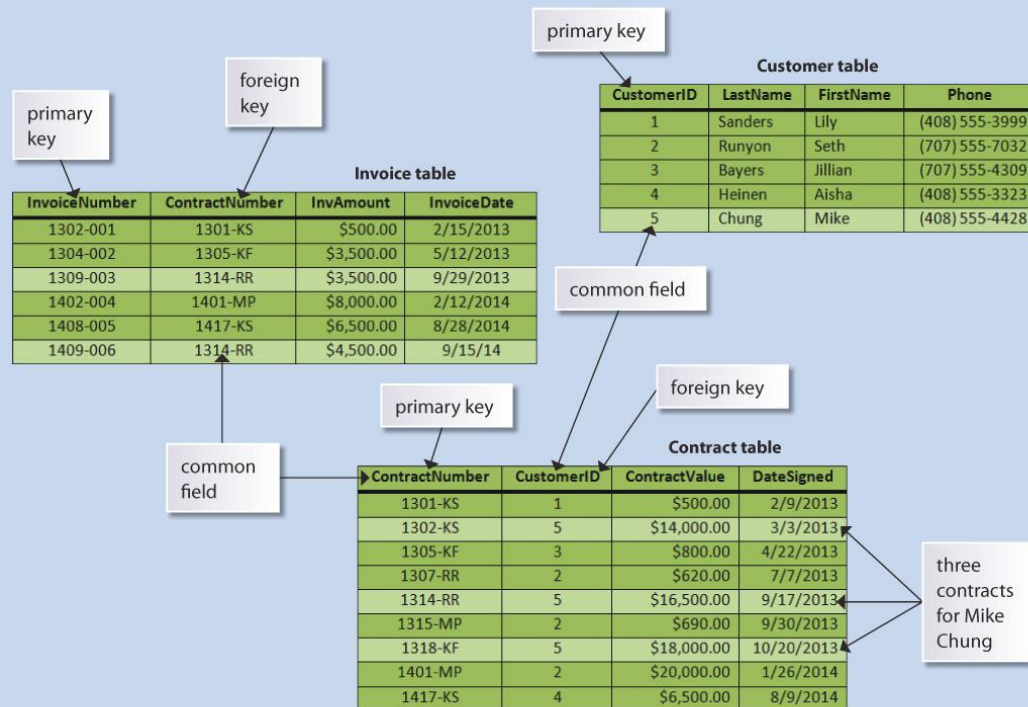 primary key
Customer table
CustomerID LastName FirstName Phone
1 Sanders Lily (408) 555-3999
2 Runyon Seth (707) 555-7032
3 Bayers Jillian (707) 555-4309
4 Heinen Aisha (408) 555-3323
5 Chung Mike (408) 555-4428
primary
key
foreign
key
Invoice table
InvoiceNumber ContractNumber InvAmount InvoiceDate
1302-001 1301-KS $500.00 2/15/2013
1304-002 1305-KF $3,500.00 5/12/2013
1309-003 1314-RR $3,500.00 9/29/2013
1402-004 1401-MP $8,000.00 2/12/2014
1408-005 1417-KS $6,500.00 8/28/2014
1409-006 1314-RR $4,500.00 9/15/14
common field
primary key
foreign key
common
field
Contract table
ContractNumber CustomerID ContractValue DateSigned
1301-KS 1 $500.00 2/9/2013
1302-KS 5 $14,000.00 3/3/2013
1305-KF 3 $800.00 4/22/2013
1307-RR 2 $620.00 7/7/2013
1314-RR 5 $16,500.00 9/17/2013
1315-MP 2 $690.00 9/30/2013
1318-KF 5 $18,000.00 10/20/2013
1401-MP 2 $20,000.00 1/26/2014
1417-KS 4 $6,500.00 8/9/2014
three
contracts
for Mike
Chung